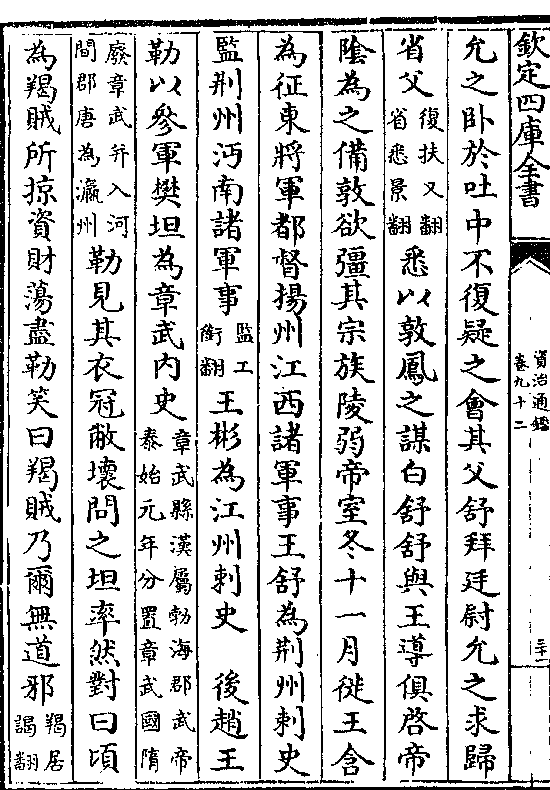 欽定四庫全書
資治通鑑
卷九十二
允之卧於吐中不復疑之㑹其父舒拜廷尉允之求歸
省父復扶又翻省悉景翻悉以敦鳳之謀白舒舒與王導俱啓帝
陰為之備敦欲彊其宗族陵弱帝室冬十一月徙王含
為征東將軍都督揚州江西諸軍事王舒為荆州刺史
監荆州沔南諸軍事監工銜翻王彬為江州刺史　後趙王
勒以參軍樊坦為章武内史章武縣漢屬勃海郡武帝泰始元年分置章武國隋
廢章武并入河間郡唐為瀛州勒見其衣冠敝壞問之坦率然對曰頃
為羯賊所掠資財蕩盡勒笑曰羯賊乃爾無道邪羯居謁翻